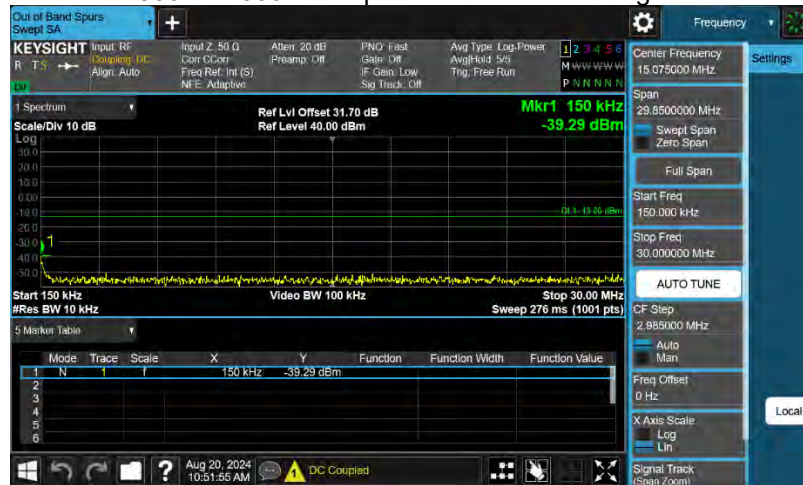 Out of Band Spurs
Swept SA
+
Frequency
KEYSIGHT
R T S
Input: RF
Coupling: DC
Align: Auto
Input Z: 50 Ω
Corr CCorr
Freq Ref: Int (S)
NFE: Adaptive
Atten: 20 dB
Preamp: Off
PNO: Fast
Gate: Off
IF Gain: Low
Sig Track: Off
Avg Type: Log-Power
Avg|Hold: 5/5
Trig: Free Run
1 2 3 4 5 6
M W W W W W
P N N N N N
1 Spectrum
Scale/Div 10 dB
Ref Lvl Offset 31.70 dB
Ref Level 40.00 dBm
Mkr1 150 kHz
-39.29 dBm
Log
30.0
20.0
10.0
0.00
-10.0
-20.0
-30.0
-40.0
-50.0
1
DL1 -13.00 dBm
Start 150 kHz
#Res BW 10 kHz
Video BW 100 kHz
Stop 30.00 MHz
Sweep 276 ms (1001 pts)
5 Marker Table
Mode Trace Scale X Y Function Function Width Function Value
1 N 1 f 150 kHz -39.29 dBm
2
3
4
5
6
Aug 20, 2024
10:51:55 AM
DC Coupled
Center Frequency
15.075000 MHz
Settings
Span
29.8500000 MHz
Swept Span
Zero Span
Full Span
Start Freq
150.000 kHz
Stop Freq
30.000000 MHz
AUTO TUNE
CF Step
2.985000 MHz
Auto
Man
Freq Offset
0 Hz
Local
X Axis Scale
Log
Lin
Signal Track
(Span Zoom)